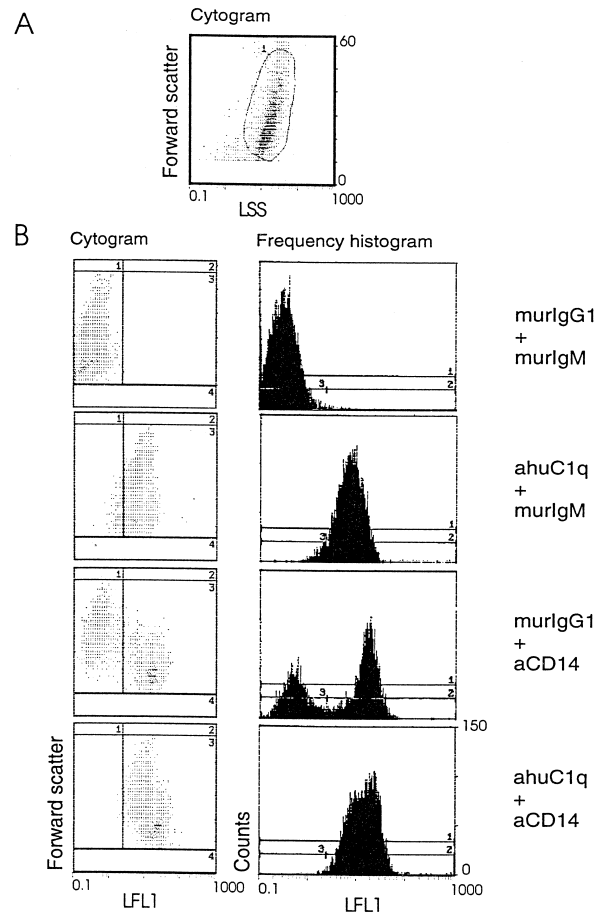 A
Cytogram
1
60
Forward scatter
0
0.1
1000
LSS
B
Cytogram
Frequency histogram
1
2
3
4
1
2
3
murIgG1
+
murIgM
1
2
3
4
1
2
3
ahuC1q
+
murIgM
1
2
3
4
1
2
3
murIgG1
+
aCD14
1
2
3
4
150
1
2
3
ahuC1q
+
aCD14
Forward scatter
Counts
0
0.1
1000
0.1
1000
LFL1
LFL1